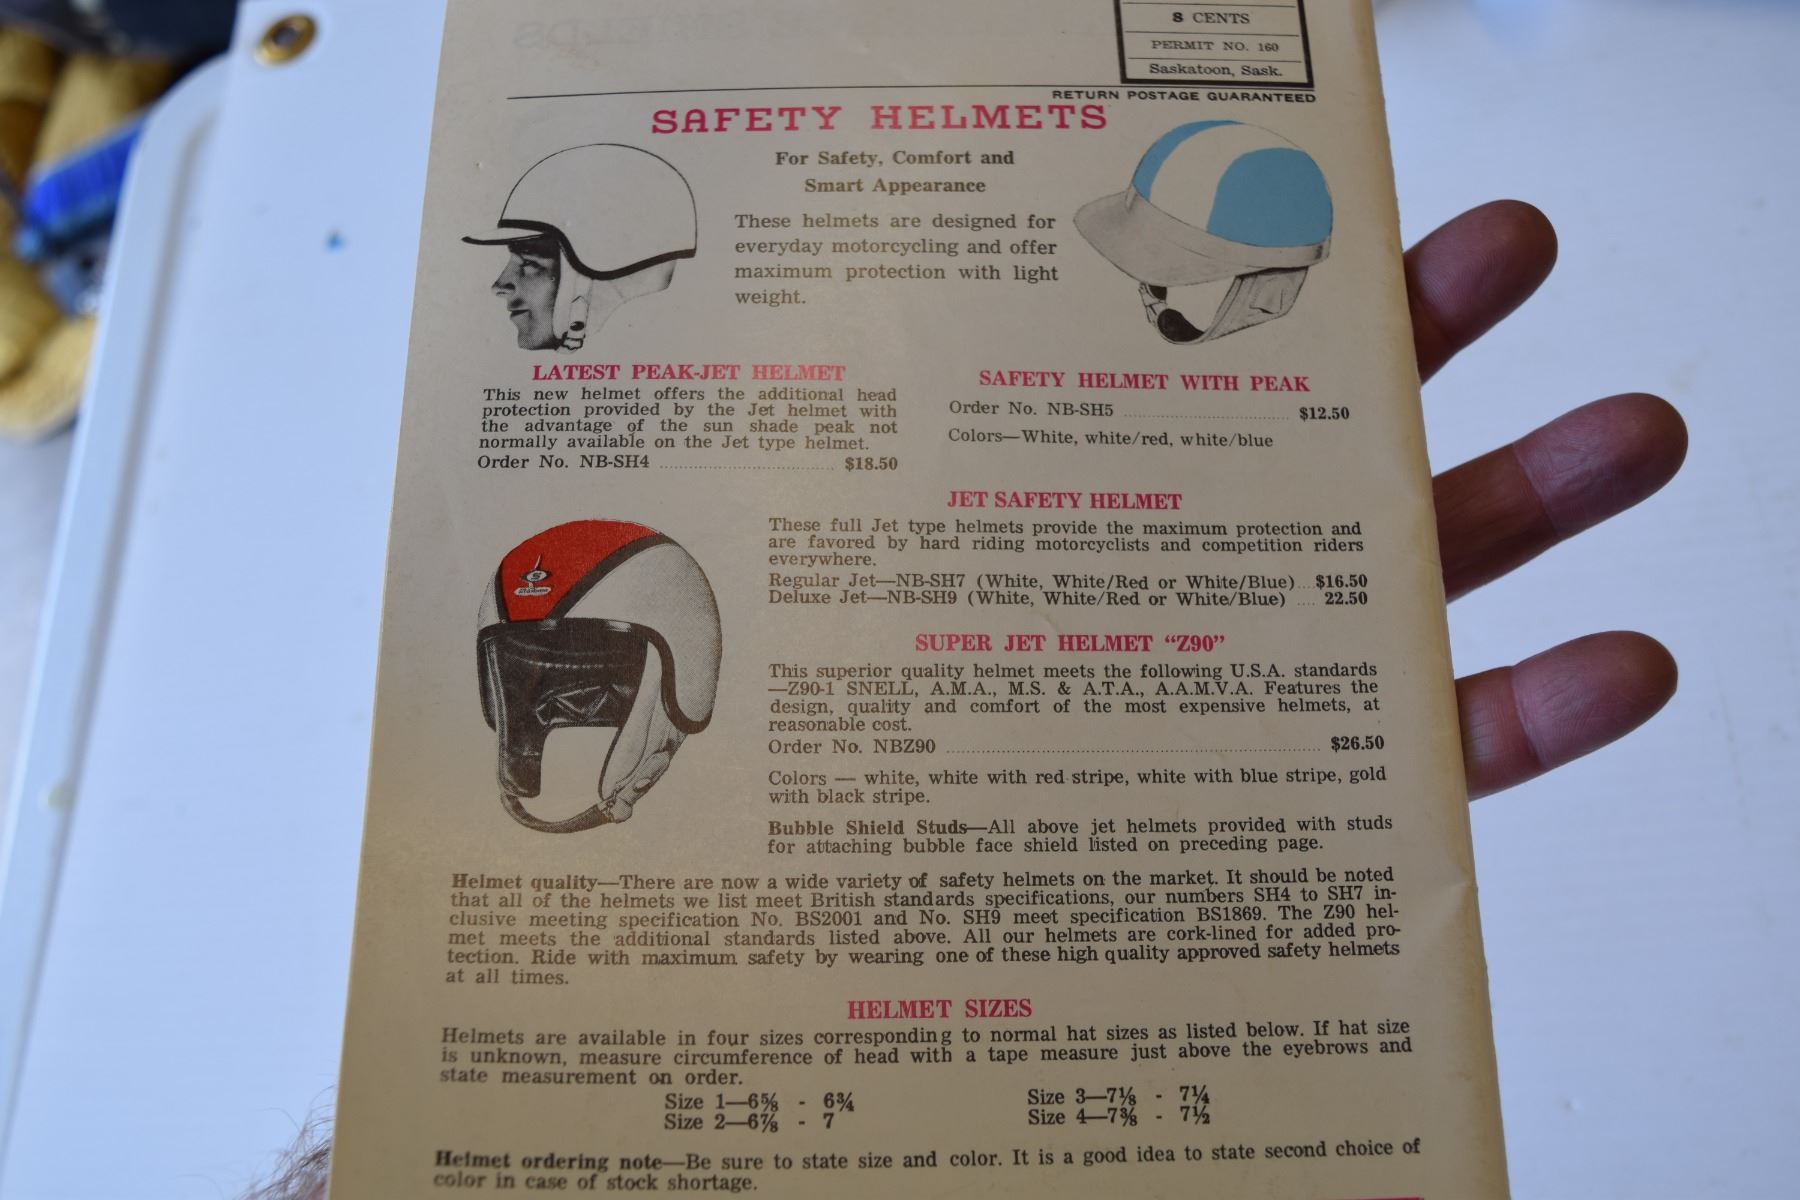 8 CENTS
PERMIT NO. 160
Saskatoon, Sask.
RETURN POSTAGE GUARANTEED
SAFETY HELMETS
For Safety, Comfort and
Smart Appearance
These helmets are designed for
everyday motorcycling and offer
maximum protection with light
weight.
LATEST PEAK-JET HELMET
This new helmet offers the additional head
protection provided by the Jet helmet with
the advantage of the sun shade peak not
normally available on the Jet type helmet.
Order No. NB-SH4 ........................................ $18.50
SAFETY HELMET WITH PEAK
Order No. NB-SH5 ........................................ $12.50
Colors—White, white/red, white/blue
JET SAFETY HELMET
These full Jet type helmets provide the maximum protection and
are favored by hard riding motorcyclists and competition riders
everywhere.
Regular Jet—NB-SH7 (White, White/Red or White/Blue) .... $16.50
Deluxe Jet—NB-SH9 (White, White/Red or White/Blue) .... 22.50
SUPER JET HELMET “Z90”
This superior quality helmet meets the following U.S.A. standards
—Z90-1 SNELL, A.M.A., M.S. & A.T.A., A.A.M.V.A. Features the
design, quality and comfort of the most expensive helmets, at
reasonable cost.
Order No. NBZ90 ........................................ $26.50
Colors — white, white with red stripe, white with blue stripe, gold
with black stripe.
Bubble Shield Studs—All above jet helmets provided with studs
for attaching bubble face shield listed on preceding page.
Helmet quality—There are now a wide variety of safety helmets on the market. It should be noted
that all of the helmets we list meet British standards specifications, our numbers SH4 to SH7 in-
clusive meeting specification No. BS2001 and No. SH9 meet specification BS1869. The Z90 hel-
met meets the additional standards listed above. All our helmets are cork-lined for added pro-
tection. Ride with maximum safety by wearing one of these high quality approved safety helmets
at all times.
HELMET SIZES
Helmets are available in four sizes corresponding to normal hat sizes as listed below. If hat size
is unknown, measure circumference of head with a tape measure just above the eyebrows and
state measurement on order.
Size 1—6⅝ - 6¾
Size 2—6⅞ - 7
Size 3—7⅛ - 7¼
Size 4—7⅜ - 7½
Helmet ordering note—Be sure to state size and color. It is a good idea to state second choice of
color in case of stock shortage.